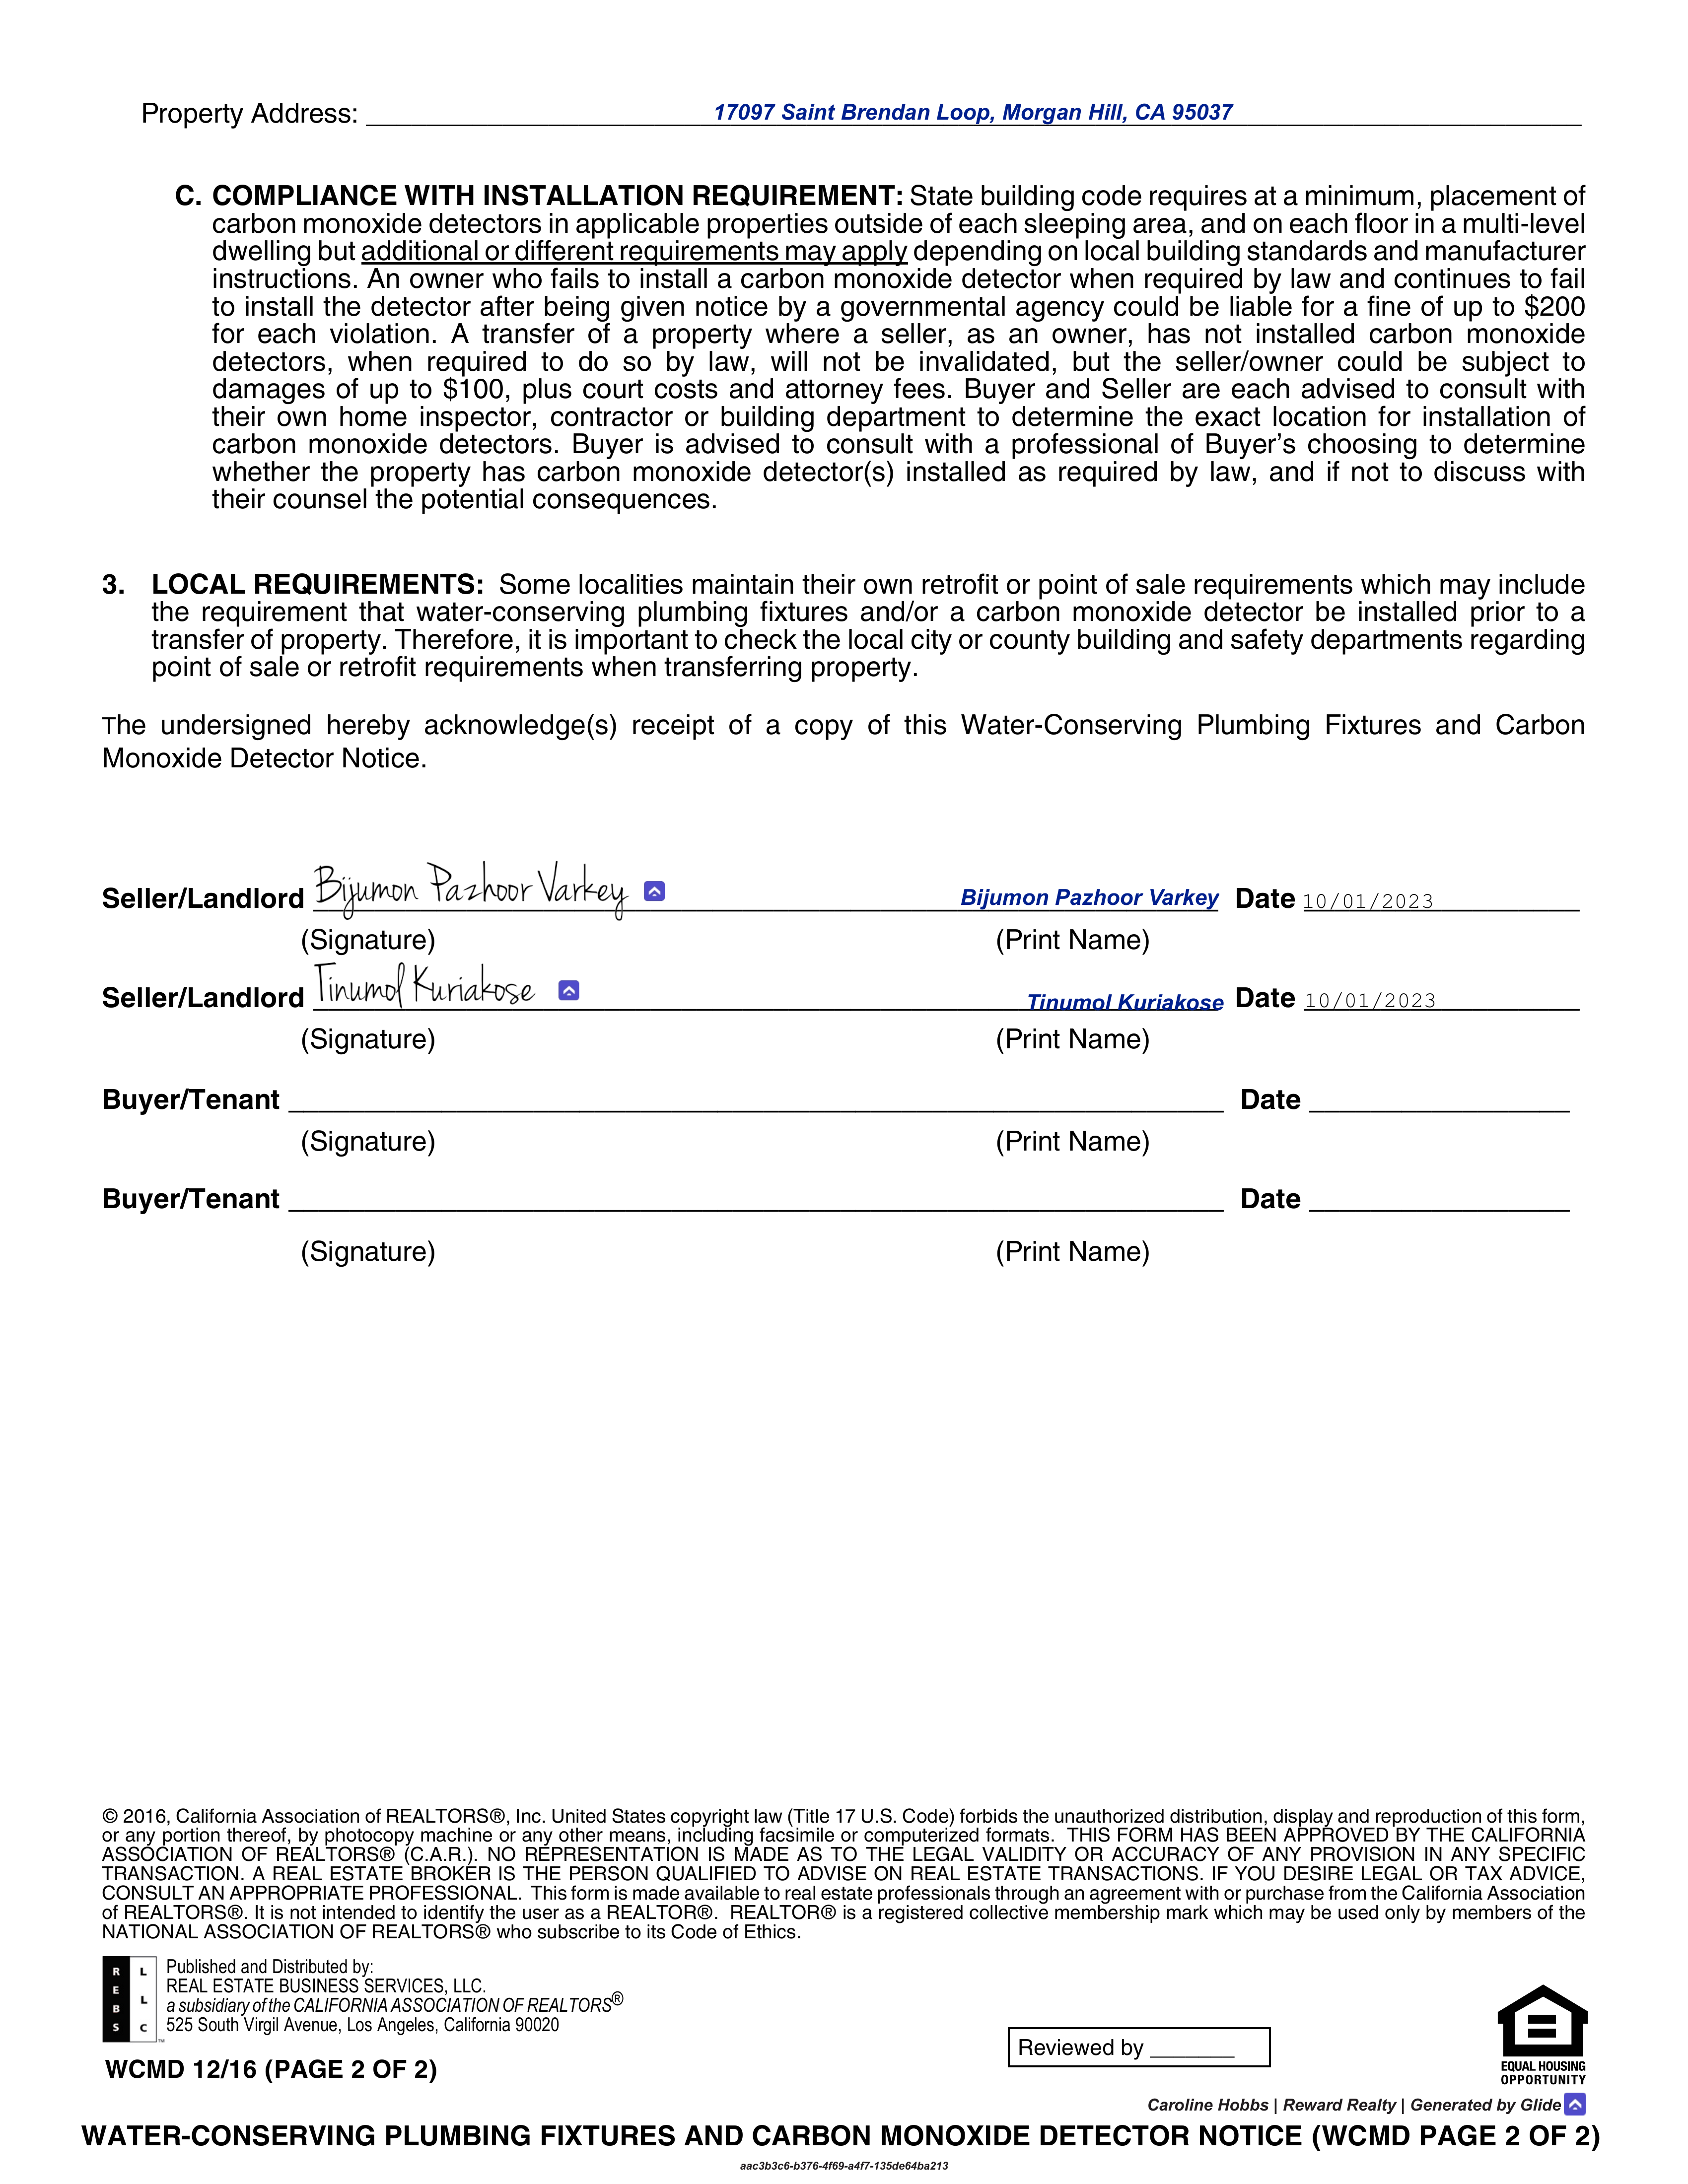 Property Address: 17097 Saint Brendan Loop, Morgan Hill, CA 95037
C. COMPLIANCE WITH INSTALLATION REQUIREMENT: State building code requires at a minimum, placement of
carbon monoxide detectors in applicable properties outside of each sleeping area, and on each floor in a multi-level
dwelling but additional or different requirements may apply depending on local building standards and manufacturer
instructions. An owner who fails to install a carbon monoxide detector when required by law and continues to fail
to install the detector after being given notice by a governmental agency could be liable for a fine of up to $200
for each violation. A transfer of a property where a seller, as an owner, has not installed carbon monoxide
detectors, when required to do so by law, will not be invalidated, but the seller/owner could be subject to
damages of up to $100, plus court costs and attorney fees. Buyer and Seller are each advised to consult with
their own home inspector, contractor or building department to determine the exact location for installation of
carbon monoxide detectors. Buyer is advised to consult with a professional of Buyer’s choosing to determine
whether the property has carbon monoxide detector(s) installed as required by law, and if not to discuss with
their counsel the potential consequences.
3. LOCAL REQUIREMENTS: Some localities maintain their own retrofit or point of sale requirements which may include
the requirement that water-conserving plumbing fixtures and/or a carbon monoxide detector be installed prior to a
transfer of property. Therefore, it is important to check the local city or county building and safety departments regarding
point of sale or retrofit requirements when transferring property.
The undersigned hereby acknowledge(s) receipt of a copy of this Water-Conserving Plumbing Fixtures and Carbon
Monoxide Detector Notice.
Seller/Landlord Bijumon Pazhoor Varkey Bijumon Pazhoor Varkey Date 10/01/2023
(Signature) (Print Name)
Seller/Landlord Tinumol Kuriakose Tinumol Kuriakose Date 10/01/2023
(Signature) (Print Name)
Buyer/Tenant Date
(Signature) (Print Name)
Buyer/Tenant Date
(Signature) (Print Name)
© 2016, California Association of REALTORS®, Inc. United States copyright law (Title 17 U.S. Code) forbids the unauthorized distribution, display and reproduction of this form,
or any portion thereof, by photocopy machine or any other means, including facsimile or computerized formats. THIS FORM HAS BEEN APPROVED BY THE CALIFORNIA
ASSOCIATION OF REALTORS® (C.A.R.). NO REPRESENTATION IS MADE AS TO THE LEGAL VALIDITY OR ACCURACY OF ANY PROVISION IN ANY SPECIFIC
TRANSACTION. A REAL ESTATE BROKER IS THE PERSON QUALIFIED TO ADVISE ON REAL ESTATE TRANSACTIONS. IF YOU DESIRE LEGAL OR TAX ADVICE,
CONSULT AN APPROPRIATE PROFESSIONAL. This form is made available to real estate professionals through an agreement with or purchase from the California Association
of REALTORS®. It is not intended to identify the user as a REALTOR®. REALTOR® is a registered collective membership mark which may be used only by members of the
NATIONAL ASSOCIATION OF REALTORS® who subscribe to its Code of Ethics.
REBS LLC™
Published and Distributed by:
REAL ESTATE BUSINESS SERVICES, LLC.
a subsidiary of the CALIFORNIA ASSOCIATION OF REALTORS®
525 South Virgil Avenue, Los Angeles, California 90020
Reviewed by
EQUAL HOUSING
OPPORTUNITY
WCMD 12/16 (PAGE 2 OF 2)
Caroline Hobbs | Reward Realty | Generated by Glide
WATER-CONSERVING PLUMBING FIXTURES AND CARBON MONOXIDE DETECTOR NOTICE (WCMD PAGE 2 OF 2)
aac3b3c6-b376-4f69-a4f7-135de64ba213